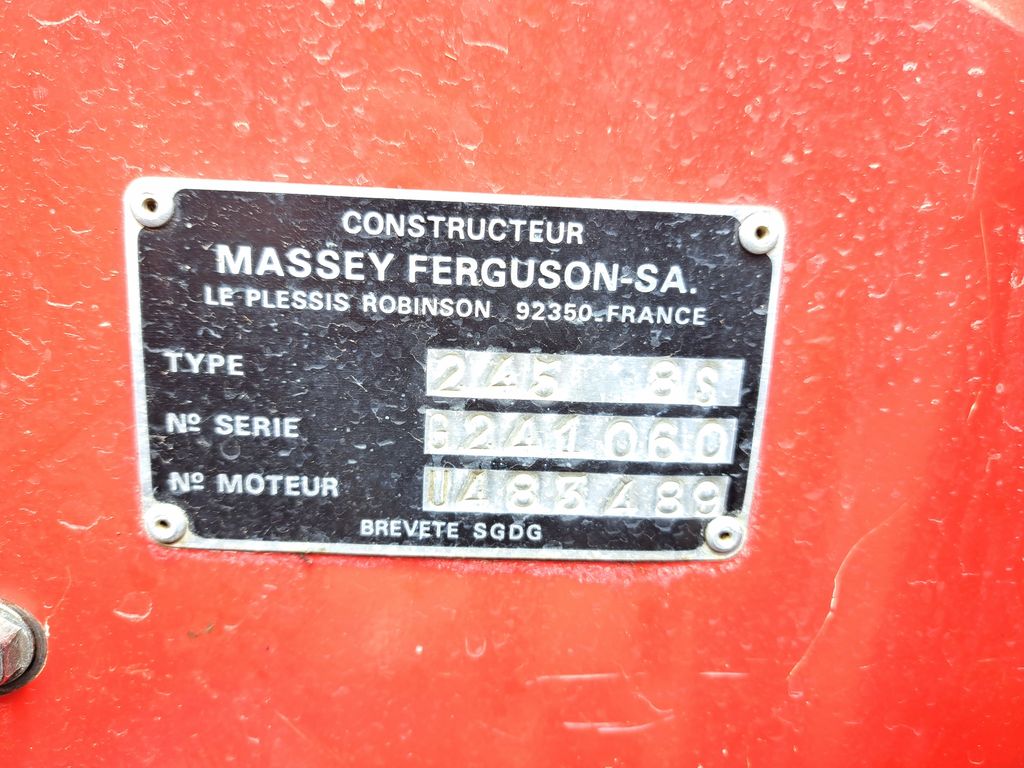 CONSTRUCTEUR
MASSEY FERGUSON-SA.
LE PLESSIS ROBINSON 92350-FRANCE
TYPE 245 8S
Nº SERIE G241060
Nº MOTEUR U483489
BREVETE SGDG